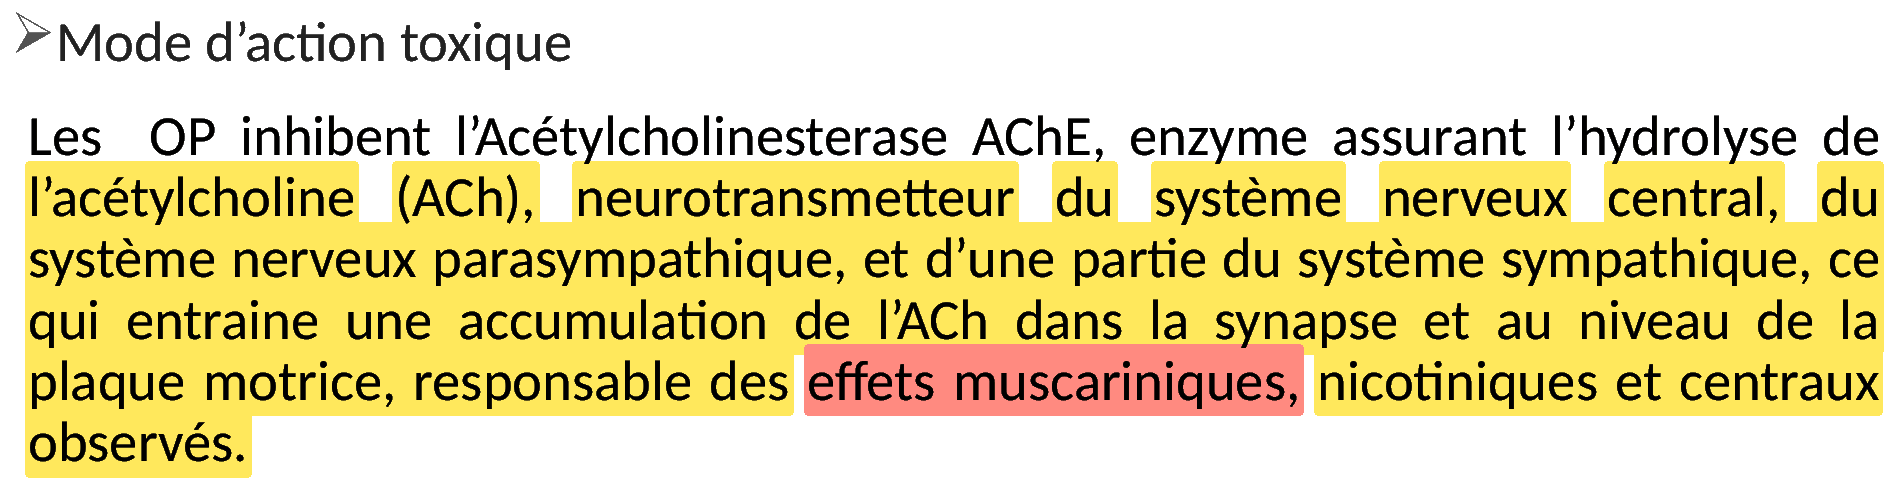 Mode d’action toxique
Les OP inhibent l’Acétylcholinesterase AChE, enzyme assurant l’hydrolyse de
l’acétylcholine (ACh), neurotransmetteur du système nerveux central, du
système nerveux parasympathique, et d’une partie du système sympathique, ce
qui entraine une accumulation de l’ACh dans la synapse et au niveau de la
plaque motrice, responsable des effets muscariniques, nicotiniques et centraux
observés.